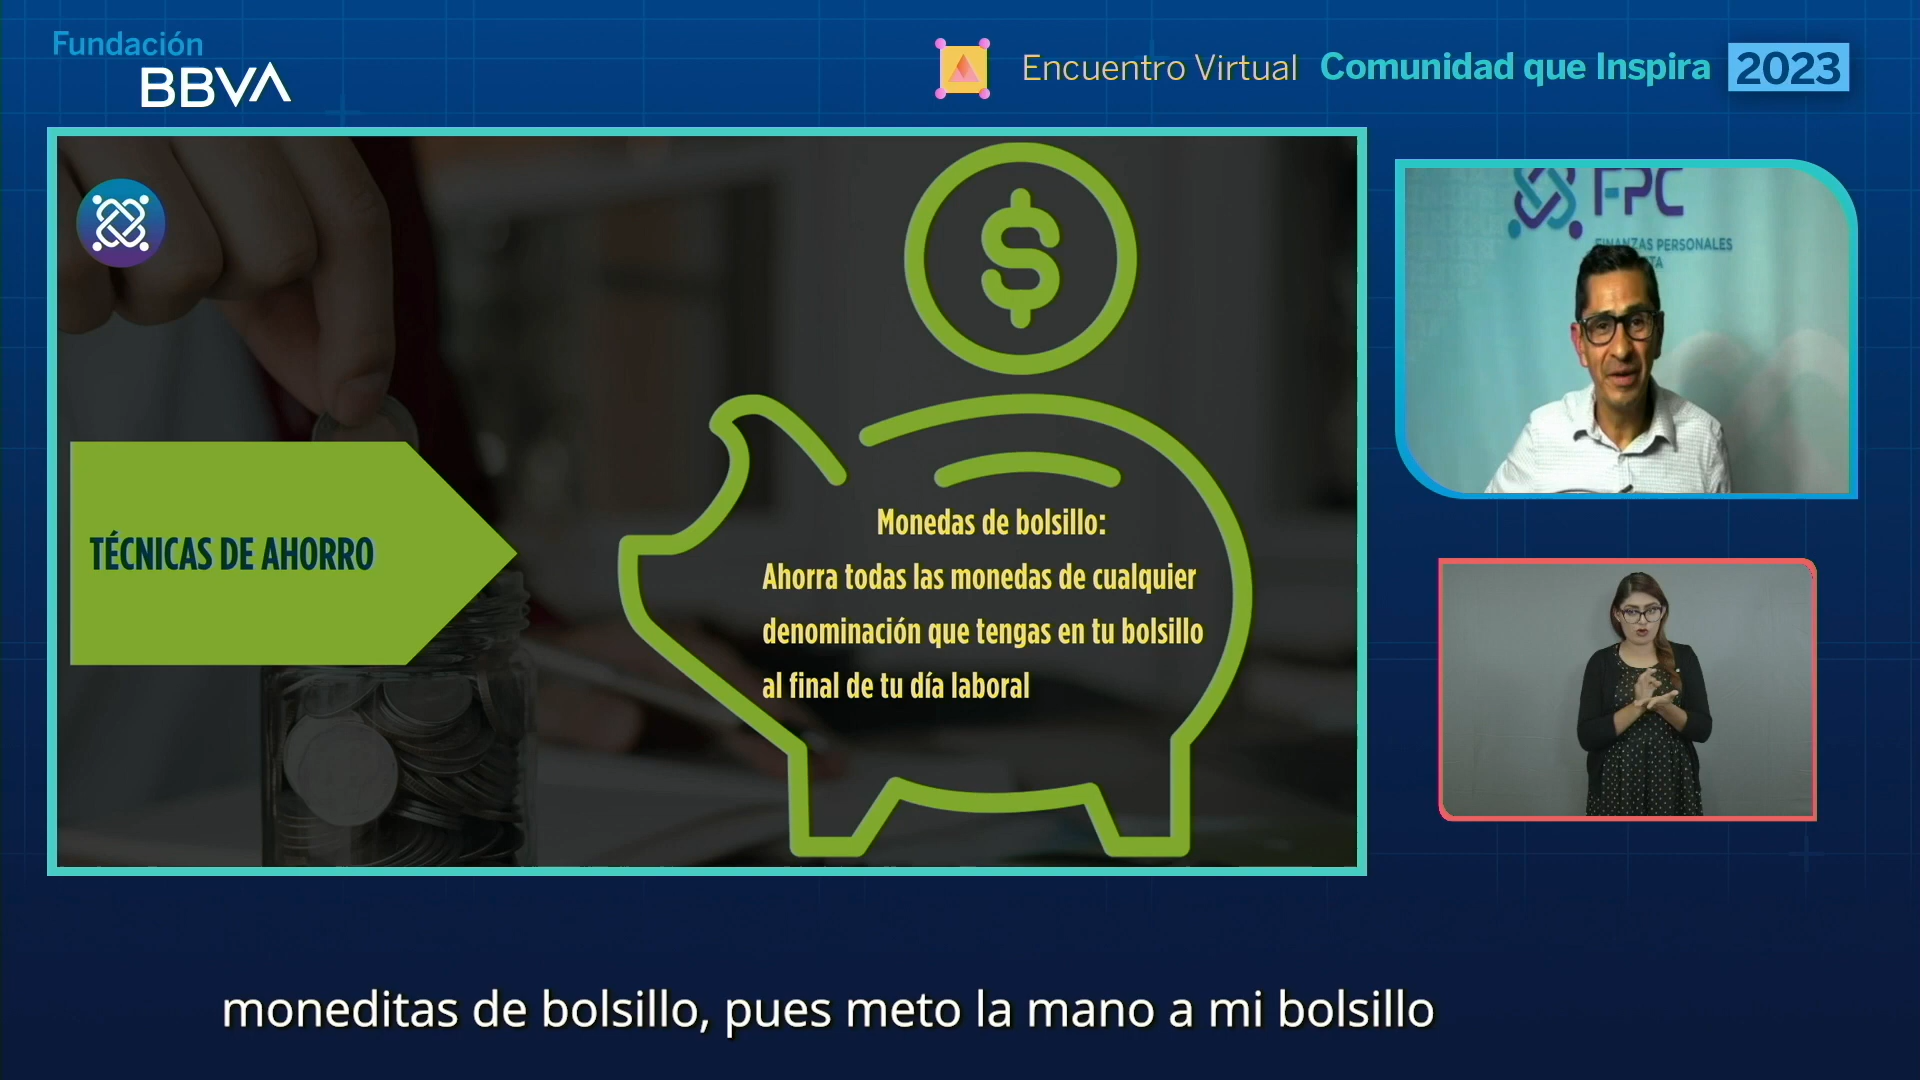 Fundación
BBVA
Encuentro Virtual Comunidad que Inspira 2023
FPC
FINANZAS PERSONALES
TÉCNICAS DE AHORRO
$
Monedas de bolsillo:
Ahorra todas las monedas de cualquier
denominación que tengas en tu bolsillo
al final de tu día laboral
moneditas de bolsillo, pues meto la mano a mi bolsillo